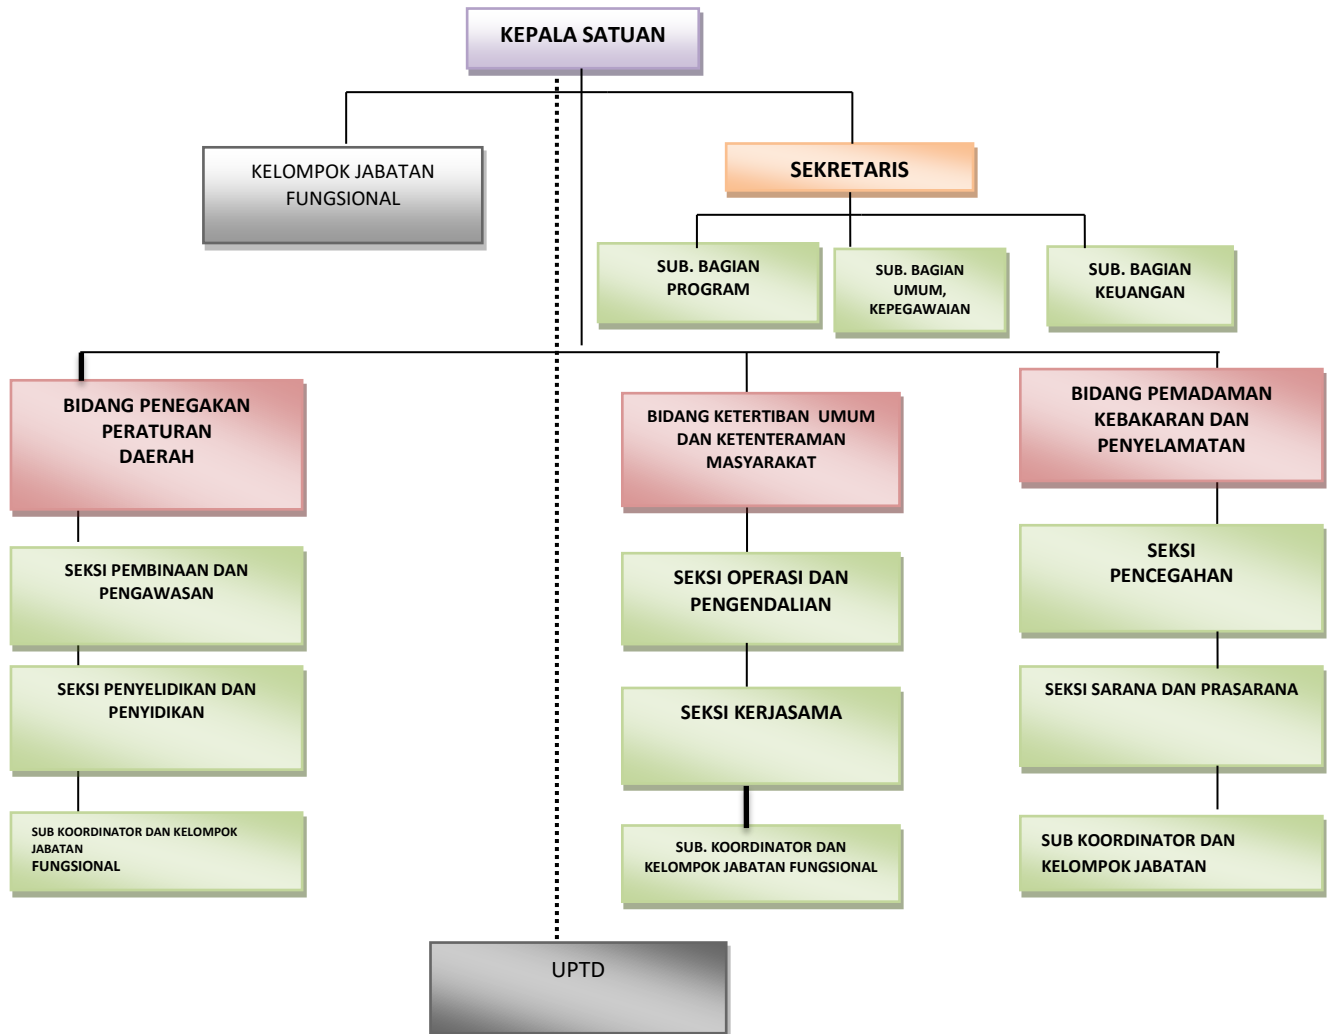 KEPALA SATUAN
KELOMPOK JABATAN
FUNGSIONAL
SEKRETARIS
SUB. BAGIAN
PROGRAM
SUB. BAGIAN
UMUM,
KEPEGAWAIAN
SUB. BAGIAN
KEUANGAN
BIDANG PENEGAKAN
PERATURAN
DAERAH
BIDANG KETERTIBAN UMUM
DAN KETENTERAMAN
MASYARAKAT
BIDANG PEMADAMAN
KEBAKARAN DAN
PENYELAMATAN
SEKSI PEMBINAAN DAN
PENGAWASAN
SEKSI OPERASI DAN
PENGENDALIAN
SEKSI
PENCEGAHAN
SEKSI PENYELIDIKAN DAN
PENYIDIKAN
SEKSI KERJASAMA
SEKSI SARANA DAN PRASARANA
SUB KOORDINATOR DAN KELOMPOK
JABATAN
FUNGSIONAL
SUB. KOORDINATOR DAN
KELOMPOK JABATAN FUNGSIONAL
SUB KOORDINATOR DAN
KELOMPOK JABATAN
UPTD